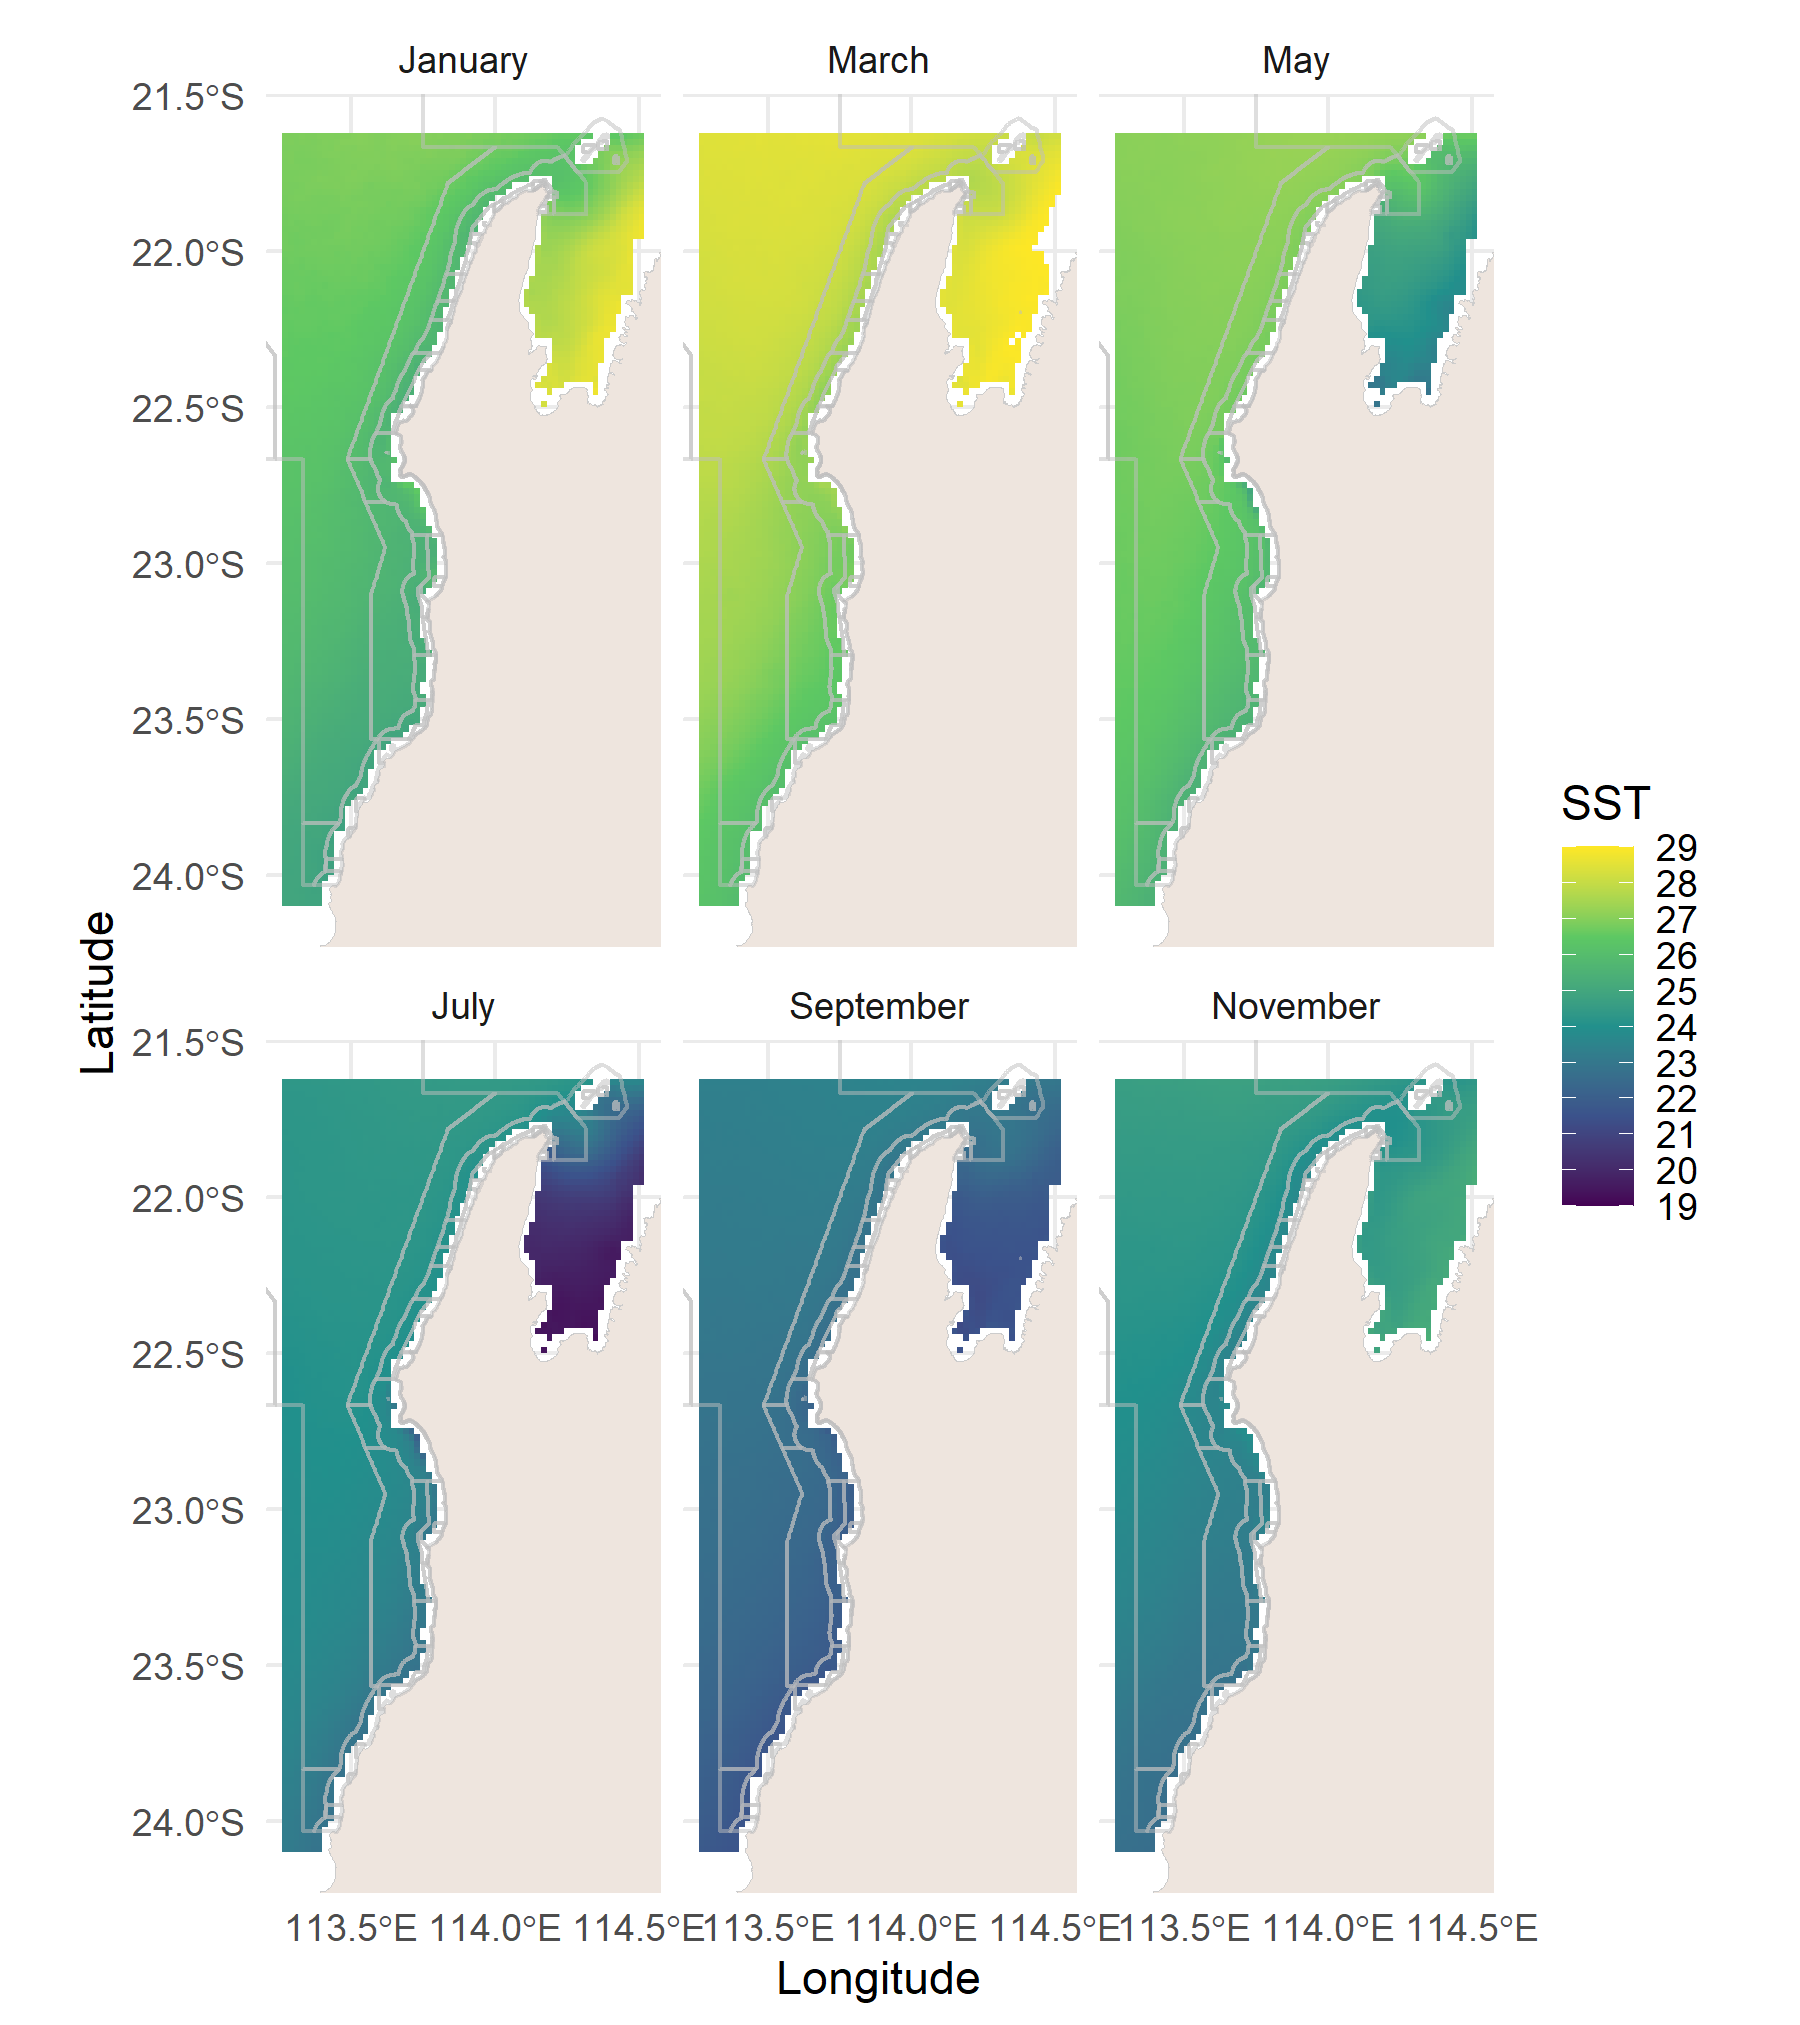 January March May
21.5°S
22.0°S
22.5°S
23.0°S
23.5°S
24.0°S
July September November
21.5°S
22.0°S
22.5°S
23.0°S
23.5°S
24.0°S
113.5°E 114.0°E 114.5°E 113.5°E 114.0°E 114.5°E 113.5°E 114.0°E 114.5°E
Longitude
Latitude
SST
29
28
27
26
25
24
23
22
21
20
19